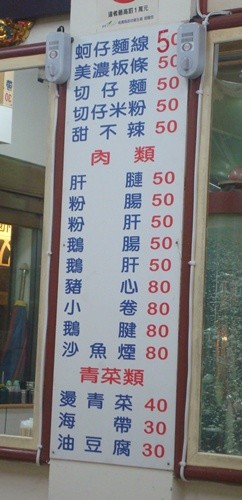 蚵仔麵線 50
美濃板條 50
切仔麵 50
切仔米粉 50
甜不辣 50
肉類
肝膤 50
粉腸 50
粉肝 50
鵝腸 50
鵝肝 50
豬心 80
小卷 80
鵝腱 80
沙魚煙 80
青菜類
燙青菜 40
海帶 30
油豆腐 30